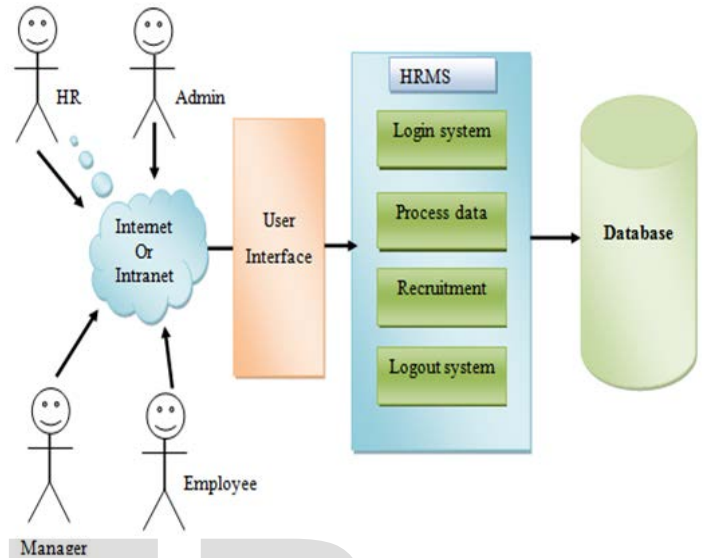 HR
Admin
Internet
Or
Intranet
User
Interface
HRMS
Login system
Process data
Recruitment
Logout system
Database
Employee
Manager